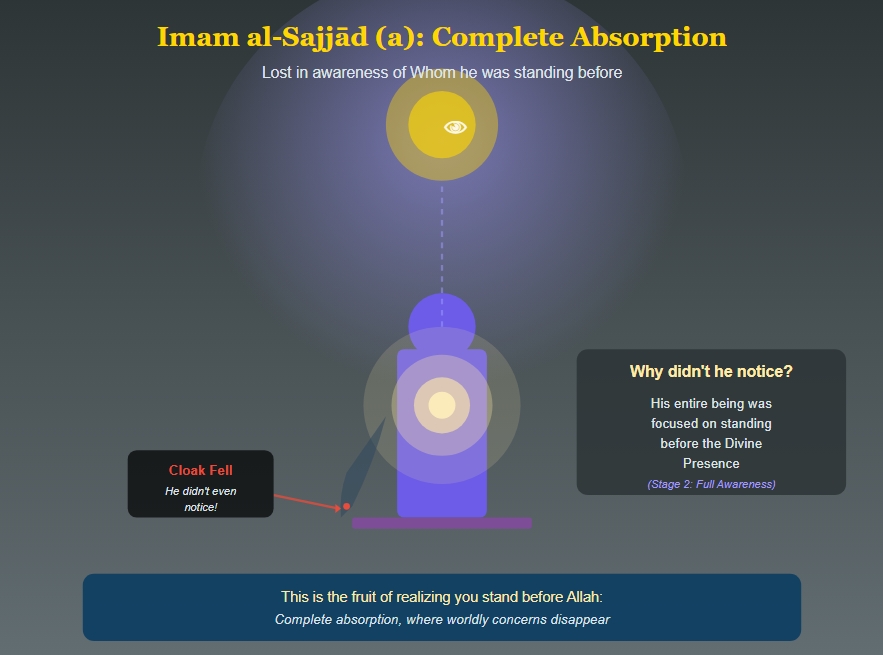 Imam al-Sajjād (a): Complete Absorption
Lost in awareness of Whom he was standing before
Why didn't he notice?
His entire being was
focused on standing
before the Divine
Presence
(Stage 2: Full Awareness)
Cloak Fell
He didn't even
notice!
This is the fruit of realizing you stand before Allah:
Complete absorption, where worldly concerns disappear